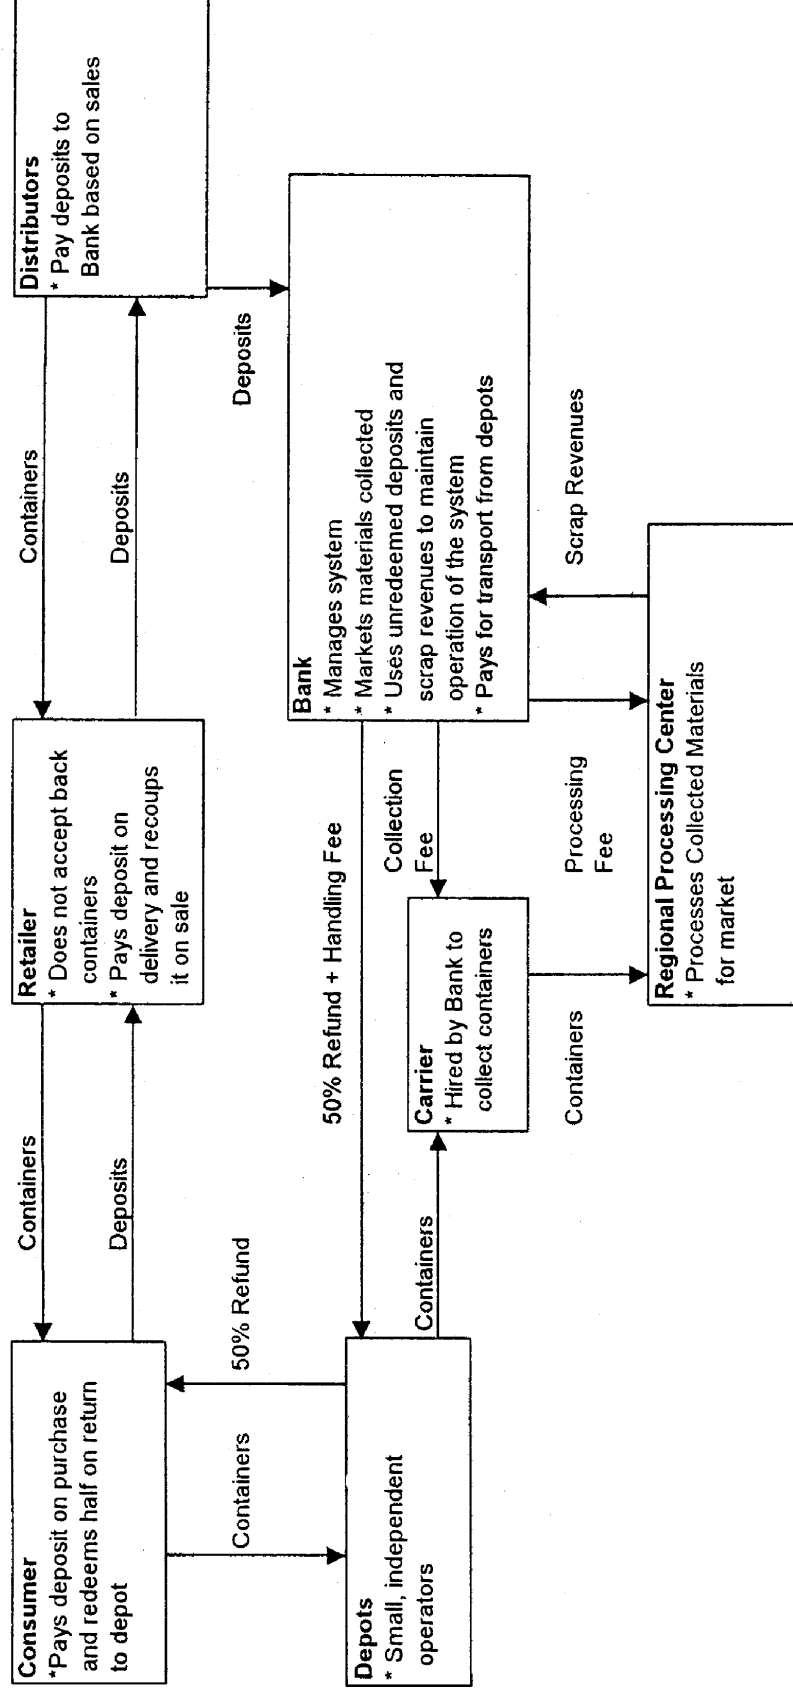 Consumer
*Pays deposit on purchase
and redeems half on return
to depot
Containers
Deposits
Retailer
* Does not accept back
containers
* Pays deposit on
delivery and recoups
it on sale
Containers
Deposits
Distributors
* Pay deposits to
Bank based on sales
Containers
50% Refund
Deposits
Depots
* Small, independent
operators
50% Refund + Handling Fee
Containers
Carrier
* Hired by Bank to
collect containers
Collection
Fee
Bank
* Manages system
* Markets materials collected
* Uses unredeemed deposits and
scrap revenues to maintain
operation of the system
* Pays for transport from depots
Containers
Processing
Fee
Scrap Revenues
Regional Processing Center
* Processes Collected Materials
for market